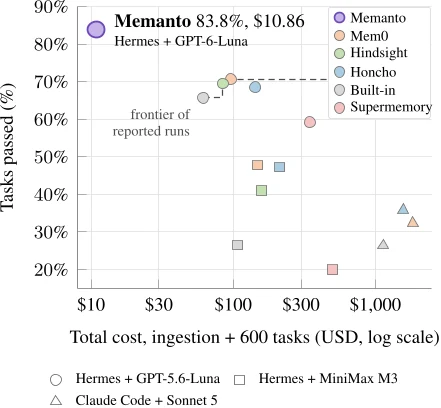 90%
80%
70%
60%
50%
40%
30%
20%
Tasks passed (%)
Memanto 83.8%, $10.86
Hermes + GPT-6-Luna
frontier of
reported runs
Memanto
Mem0
Hindsight
Honcho
Built-in
Supermemory
$10
$30
$100
$300
$1,000
Total cost, ingestion + 600 tasks (USD, log scale)
Hermes + GPT-5.6-Luna
Hermes + MiniMax M3
Claude Code + Sonnet 5